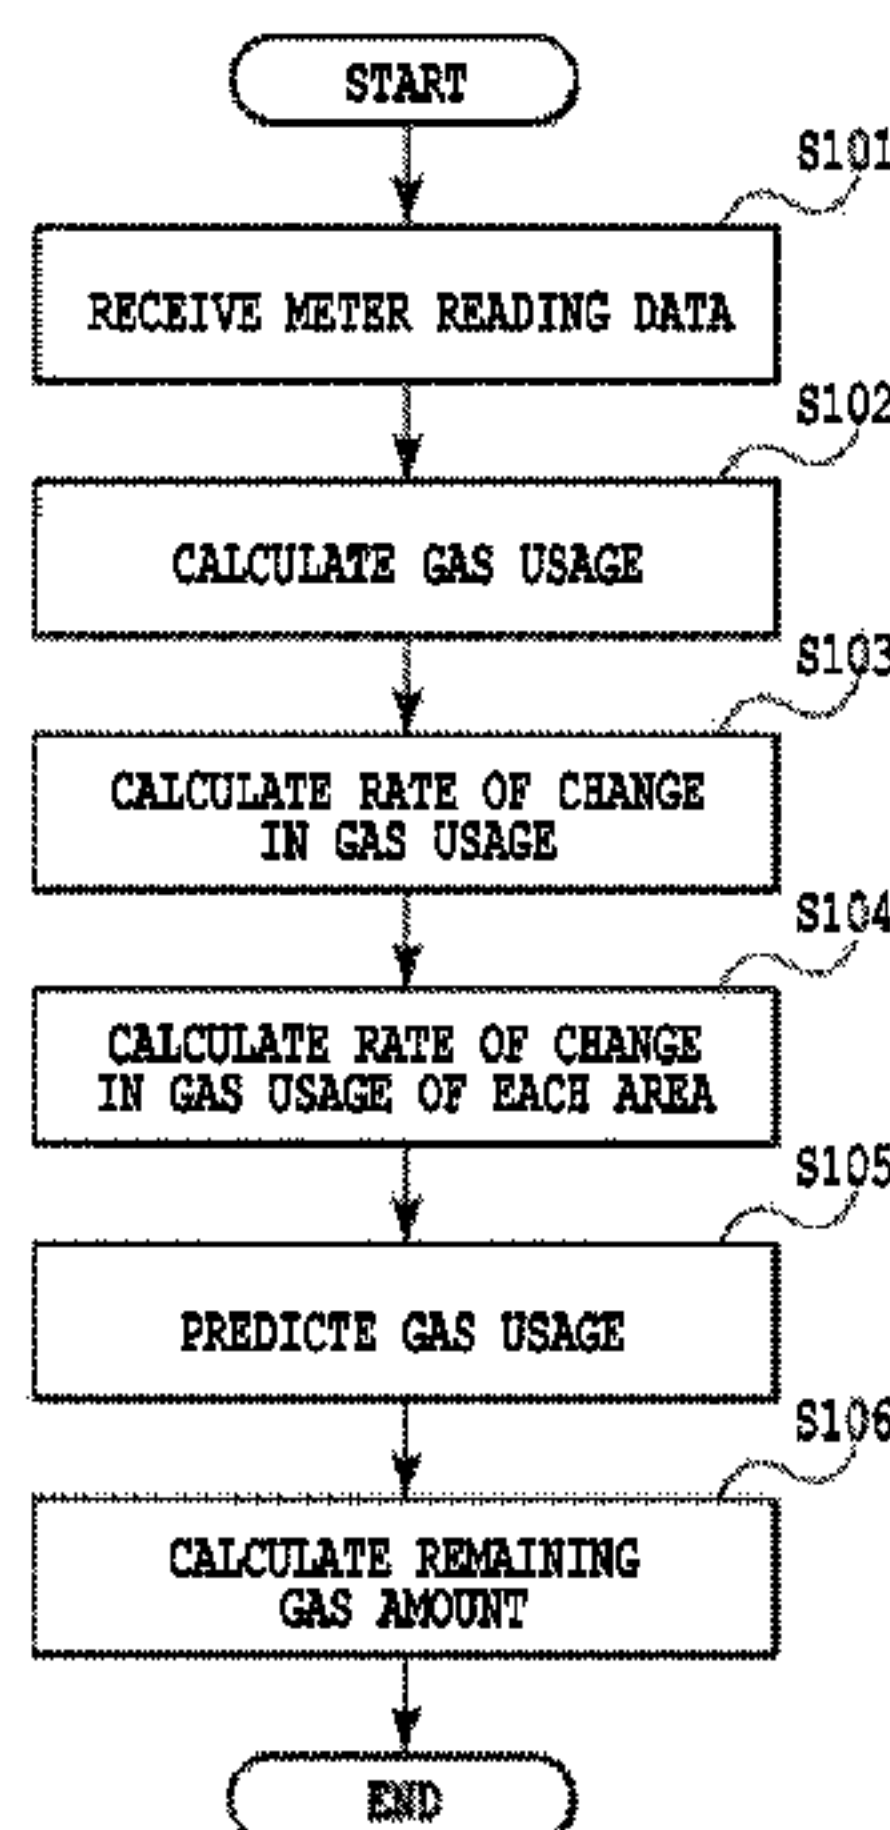 START
S101
RECEIVE METER READING DATA
S102
CALCULATE GAS USAGE
S103
CALCULATE RATE OF CHANGE
IN GAS USAGE
S104
CALCULATE RATE OF CHANGE
IN GAS USAGE OF EACH AREA
S105
PREDICTE GAS USAGE
S106
CALCULATE REMAINING
GAS AMOUNT
END